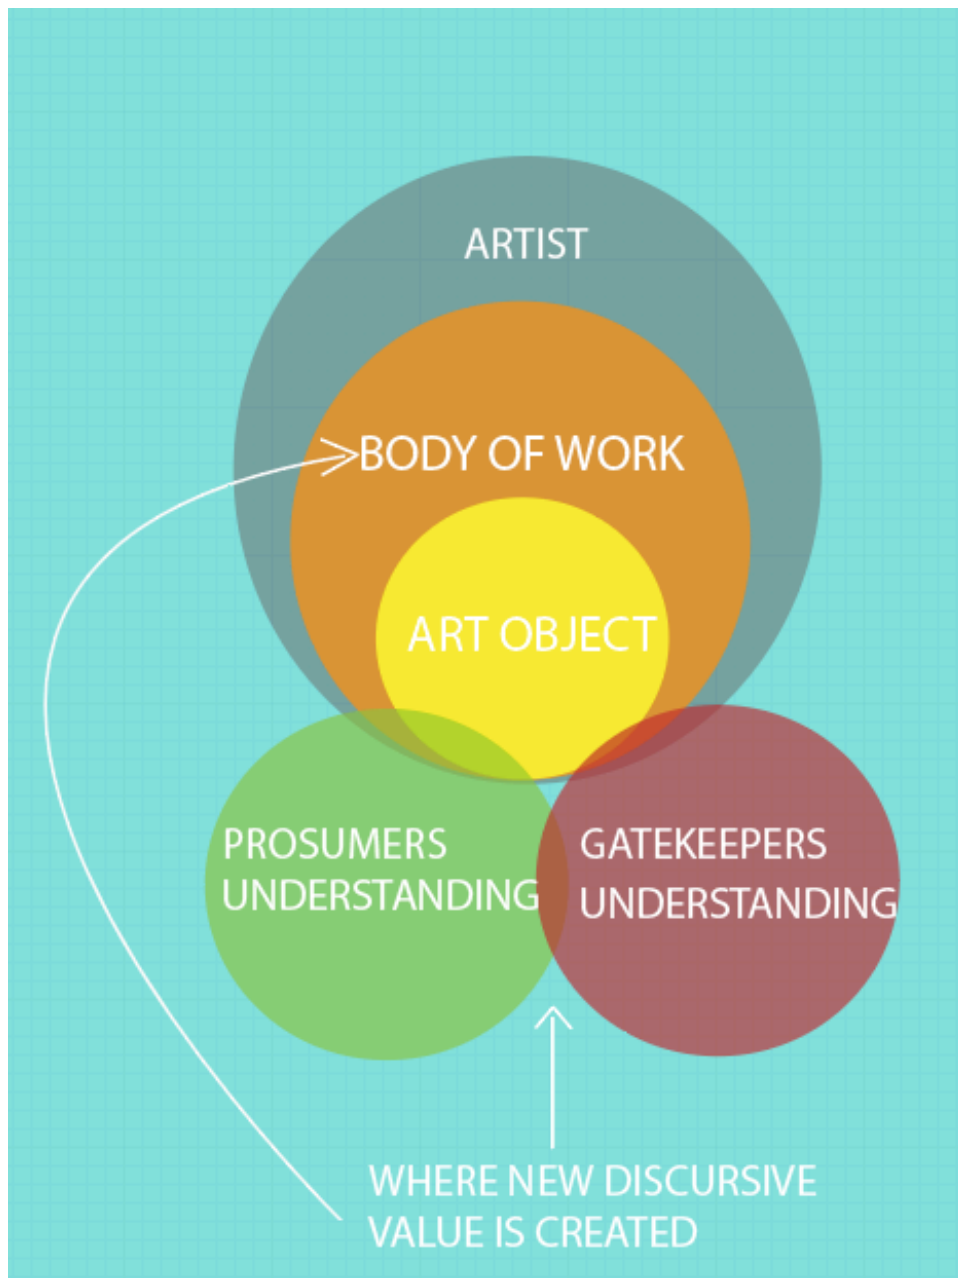 ARTIST
BODY OF WORK
ART OBJECT
PROSUMERS
UNDERSTANDING
GATEKEEPERS
UNDERSTANDING
WHERE NEW DISCURSIVE
VALUE IS CREATED